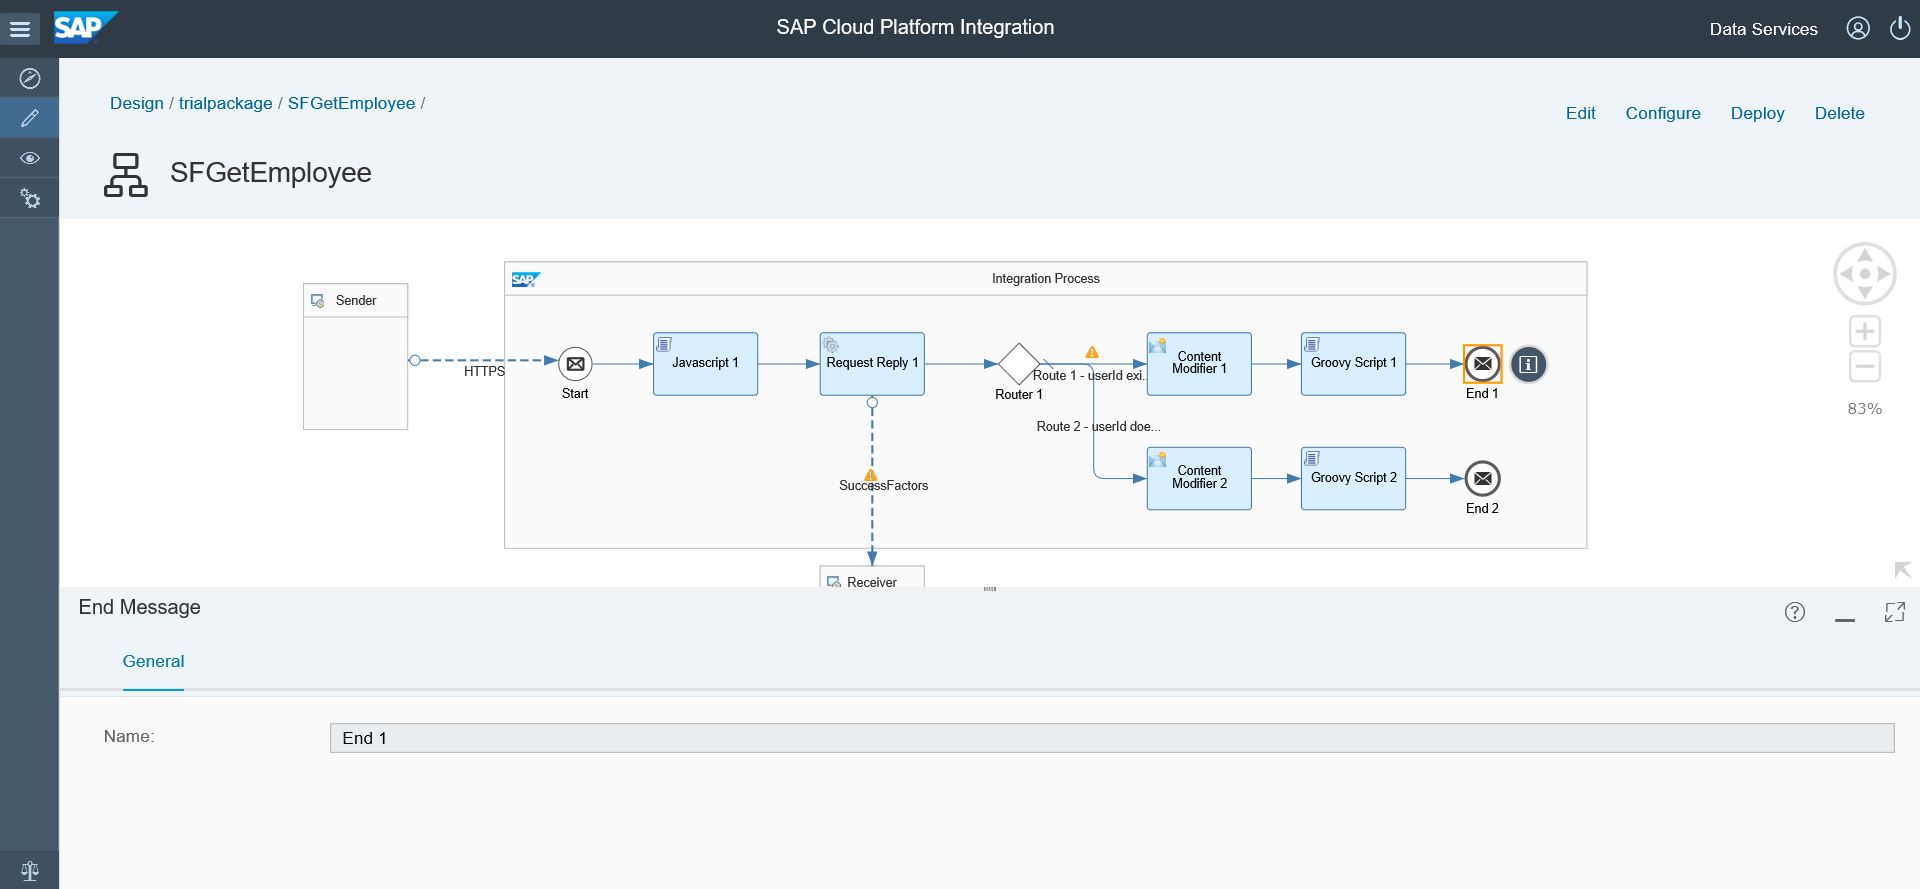 SAP
SAP Cloud Platform Integration
Data Services
Design / trialpackage / SFGetEmployee /
Edit
Configure
Deploy
Delete
SFGetEmployee
SAP
Integration Process
Sender
HTTPS
Start
Javascript 1
Request Reply 1
Router 1
Route 1 - userId exi...
Content
Modifier 1
Groovy Script 1
End 1
Route 2 - userId doe...
Content
Modifier 2
Groovy Script 2
End 2
SuccessFactors
Receiver
83%
End Message
General
Name:
End 1